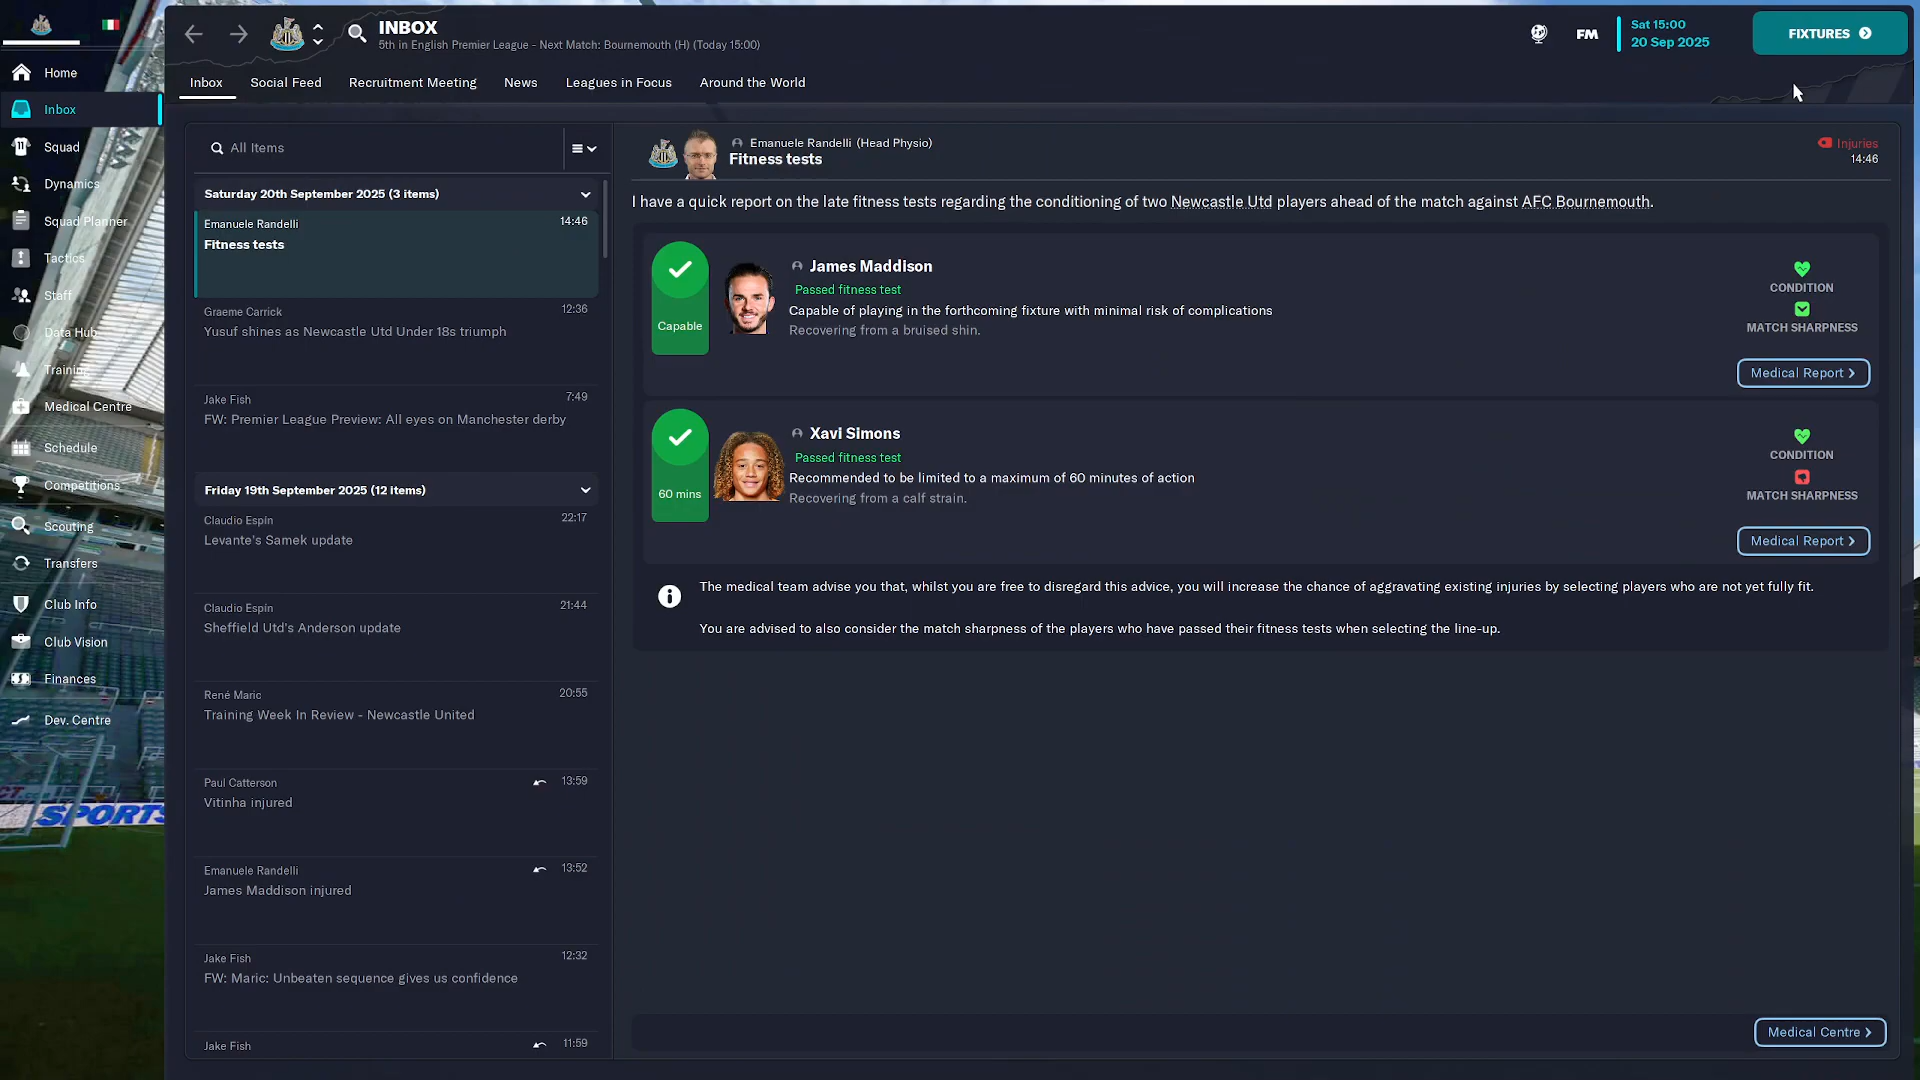 INBOX
5th in English Premier League - Next Match: Bournemouth (H) (Today 15:00)
FM
Sat 15:00
20 Sep 2025
FIXTURES
Home
Inbox
Squad
Dynamics
Squad Planner
Tactics
Staff
Data Hub
Training
Medical Centre
Schedule
Competitions
Scouting
Transfers
Club Info
Club Vision
Finances
Dev. Centre
SPORTS
Inbox
Social Feed
Recruitment Meeting
News
Leagues in Focus
Around the World
All Items
Saturday 20th September 2025 (3 items)
Emanuele Randelli 14:46
Fitness tests
Graeme Carrick 12:36
Yusuf shines as Newcastle Utd Under 18s triumph
Jake Fish 7:49
FW: Premier League Preview: All eyes on Manchester derby
Friday 19th September 2025 (12 items)
Claudio Espín 22:17
Levante's Samek update
Claudio Espín 21:44
Sheffield Utd's Anderson update
René Maric 20:55
Training Week In Review - Newcastle United
Paul Catterson 13:59
Vitinha injured
Emanuele Randelli 13:52
James Maddison injured
Jake Fish 12:32
FW: Maric: Unbeaten sequence gives us confidence
Jake Fish 11:59
Emanuele Randelli (Head Physio)
Fitness tests
Injuries
14:46
I have a quick report on the late fitness tests regarding the conditioning of two Newcastle Utd players ahead of the match against AFC Bournemouth.
Capable
James Maddison
Passed fitness test
Capable of playing in the forthcoming fixture with minimal risk of complications
Recovering from a bruised shin.
CONDITION
MATCH SHARPNESS
Medical Report
60 mins
Xavi Simons
Passed fitness test
Recommended to be limited to a maximum of 60 minutes of action
Recovering from a calf strain.
CONDITION
MATCH SHARPNESS
Medical Report
The medical team advise you that, whilst you are free to disregard this advice, you will increase the chance of aggravating existing injuries by selecting players who are not yet fully fit.
You are advised to also consider the match sharpness of the players who have passed their fitness tests when selecting the line-up.
Medical Centre